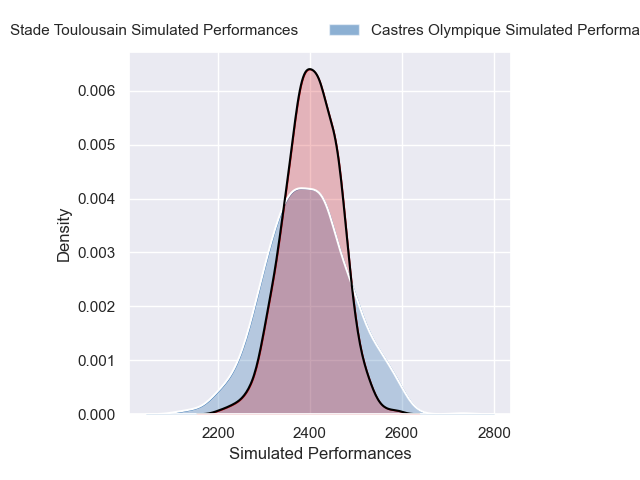 Stade Toulousain Simulated Performances
Castres Olympique Simulated Performa
0.006
0.005
0.004
0.003
0.002
0.001
0.000
Density
2200 2400 2600 2800
Simulated Performances